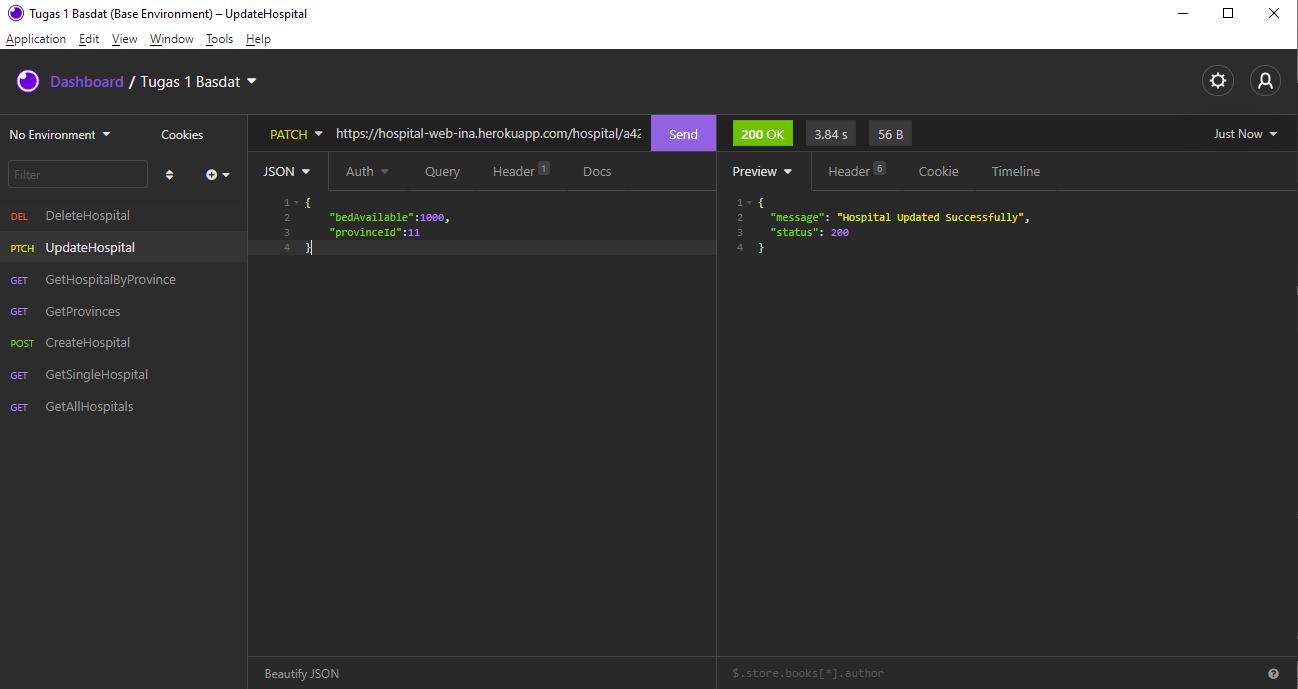 Tugas 1 Basdat (Base Environment) – UpdateHospital
Application Edit View Window Tools Help
Dashboard / Tugas 1 Basdat
No Environment Cookies
Filter
DEL DeleteHospital
PTCH UpdateHospital
GET GetHospitalByProvince
GET GetProvinces
POST CreateHospital
GET GetSingleHospital
GET GetAllHospitals
PATCH https://hospital-web-ina.herokuapp.com/hospital/a42 Send
JSON Auth Query Header 1 Docs
1 {
2 "bedAvailable":1000,
3 "provinceId":11
4 }
Beautify JSON
200 OK 3.84 s 56 B Just Now
Preview Header 6 Cookie Timeline
1 {
2 "message": "Hospital Updated Successfully",
3 "status": 200
4 }
$.store.books[*].author